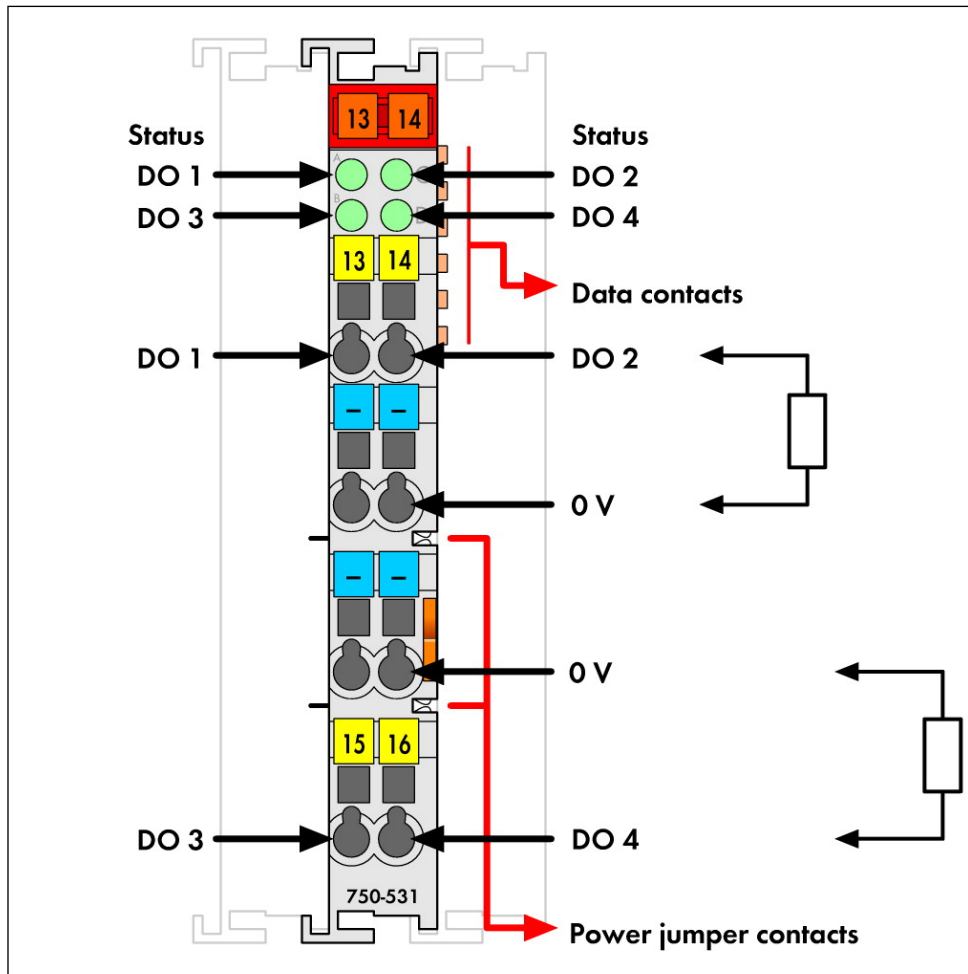 13 14
Status Status
A
DO 1 DO 2
B
DO 3 DO 4
13 14
Data contacts
DO 1 DO 2
– –
0 V
– –
0 V
15 16
DO 3 DO 4
750-531
Power jumper contacts